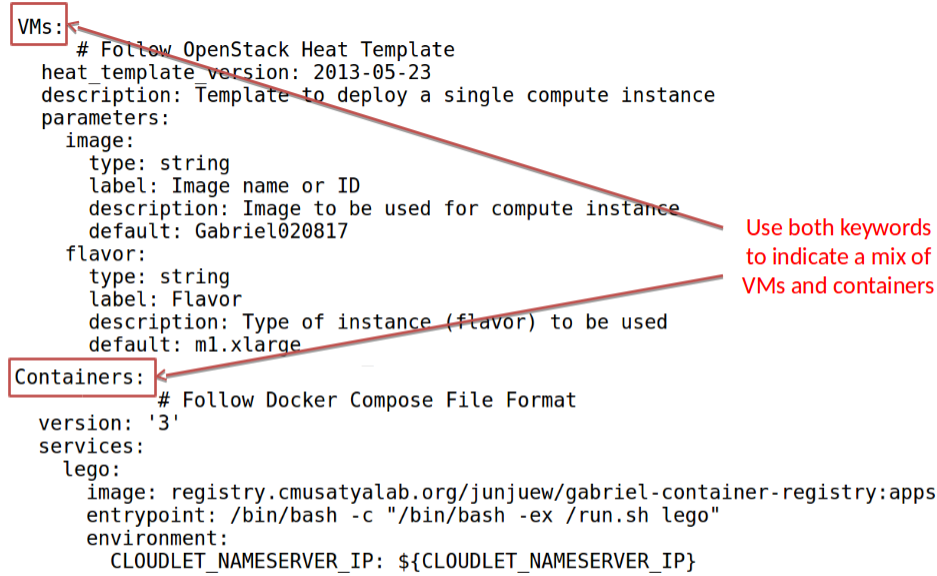 VMs:
# Follow OpenStack Heat Template
heat_template_version: 2013-05-23
description: Template to deploy a single compute instance
parameters:
image:
type: string
label: Image name or ID
description: Image to be used for compute instance
default: Gabriel020817
flavor:
type: string
label: Flavor
description: Type of instance (flavor) to be used
default: m1.xlarge
Containers:
# Follow Docker Compose File Format
version: '3'
services:
lego:
image: registry.cmusatyalab.org/junjuew/gabriel-container-registry:apps
entrypoint: /bin/bash -c "/bin/bash -ex /run.sh lego"
environment:
CLOUDLET_NAMESERVER_IP: ${CLOUDLET_NAMESERVER_IP}
Use both keywords
to indicate a mix of
VMs and containers